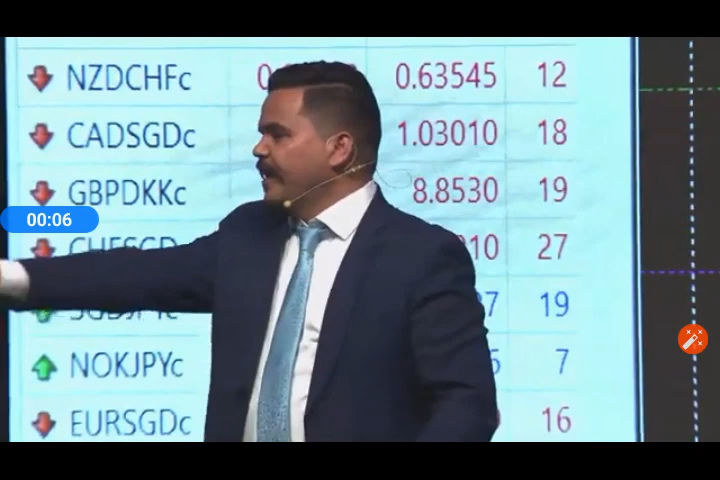 NZDCHFc 0.63545 12
CADSGDc 1.03010 18
GBPDKKc 8.8530 19
00:06
27
19
NOKJPYc 7
EURSGDc 16